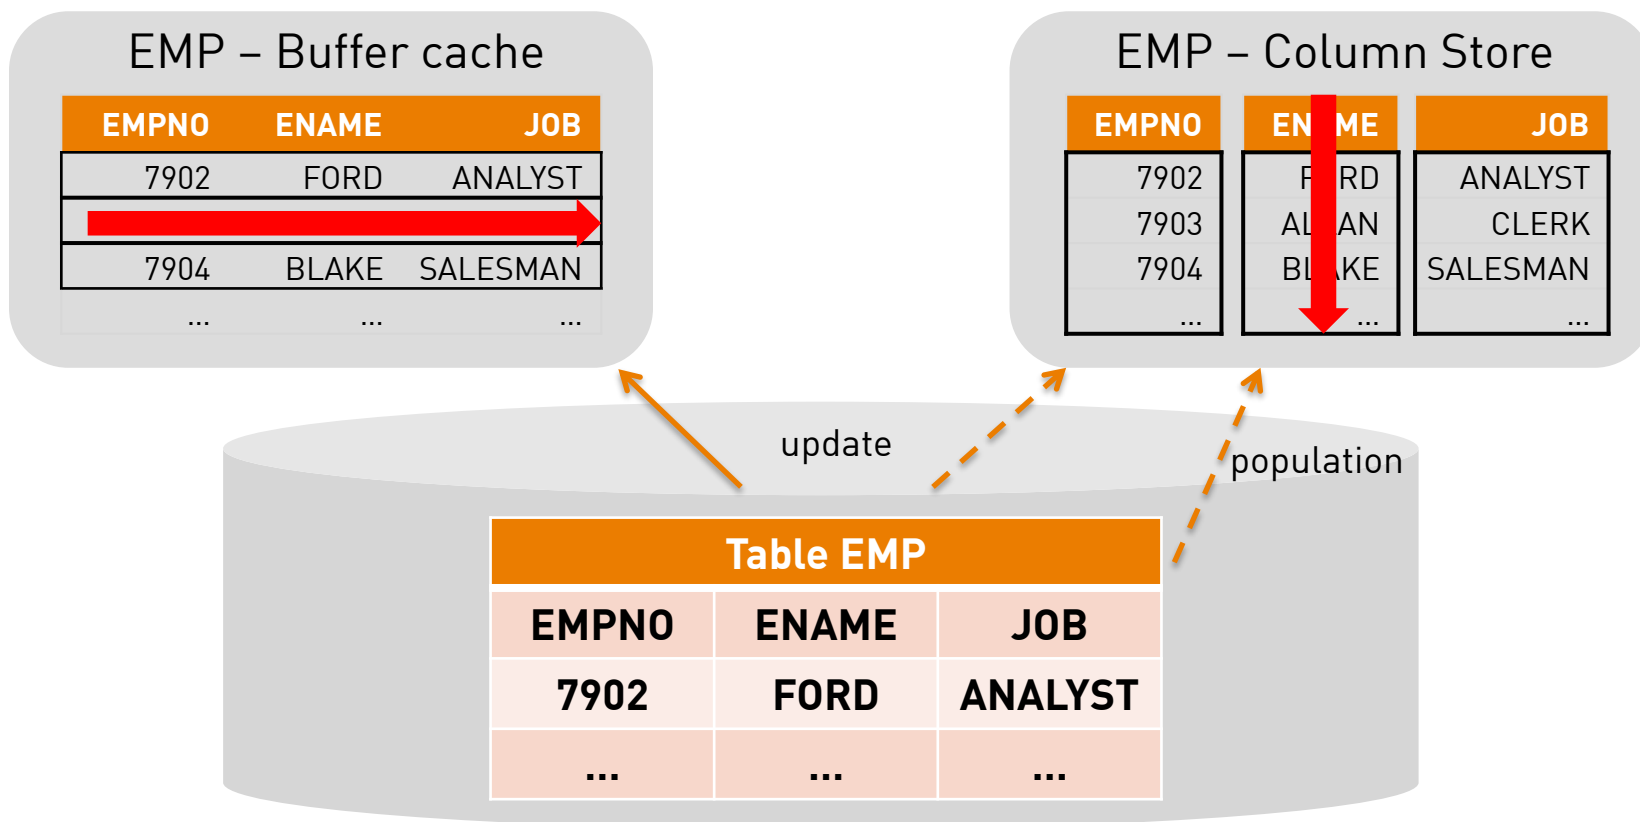 EMP – Buffer cache
EMPNO ENAME JOB
7902 FORD ANALYST
7904 BLAKE SALESMAN
... ... ...
EMP – Column Store
EMPNO JOB
7902 ANALYST
7903 CLERK
7904 BLAKE SALESMAN
... ... ...
update
population
Table EMP
EMPNO ENAME JOB
7902 FORD ANALYST
... ... ...